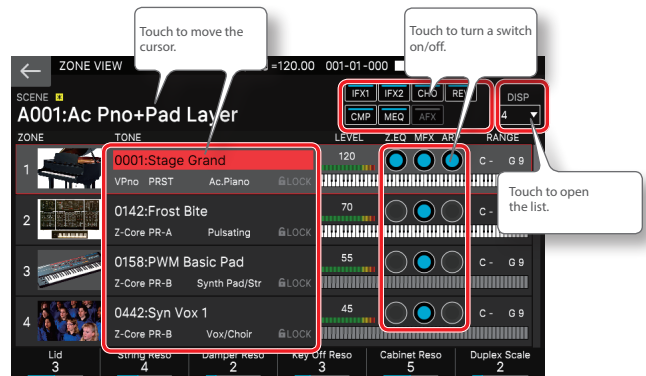 Touch to move the
cursor.
Touch to turn a switch
on/off.
ZONE VIEW =120.00 001-01-000
SCENE
A001:Ac Pno+Pad Layer
IFX1 IFX2 CHO
CMP MEQ AFX
DISP
4
ZONE TONE LEVEL Z.EQ MFX RANGE
1 0001:Stage Grand 120 C - G 9
VPno PRST Ac.Piano LOCK
Touch to open
the list.
2 0142:Frost Bite 70 C -
Z-Core PR-A Pulsating LOCK
3 0158:PWM Basic Pad 55 C - G 9
Z-Core PR-B Synth Pad/Str LOCK
4 0442:Syn Vox 1 45 C - G 9
Z-Core PR-B Vox/Choir LOCK
Lid String Reso Damper Reso Key Off Reso Cabinet Reso Duplex Scale
3 4 2 3 5 2